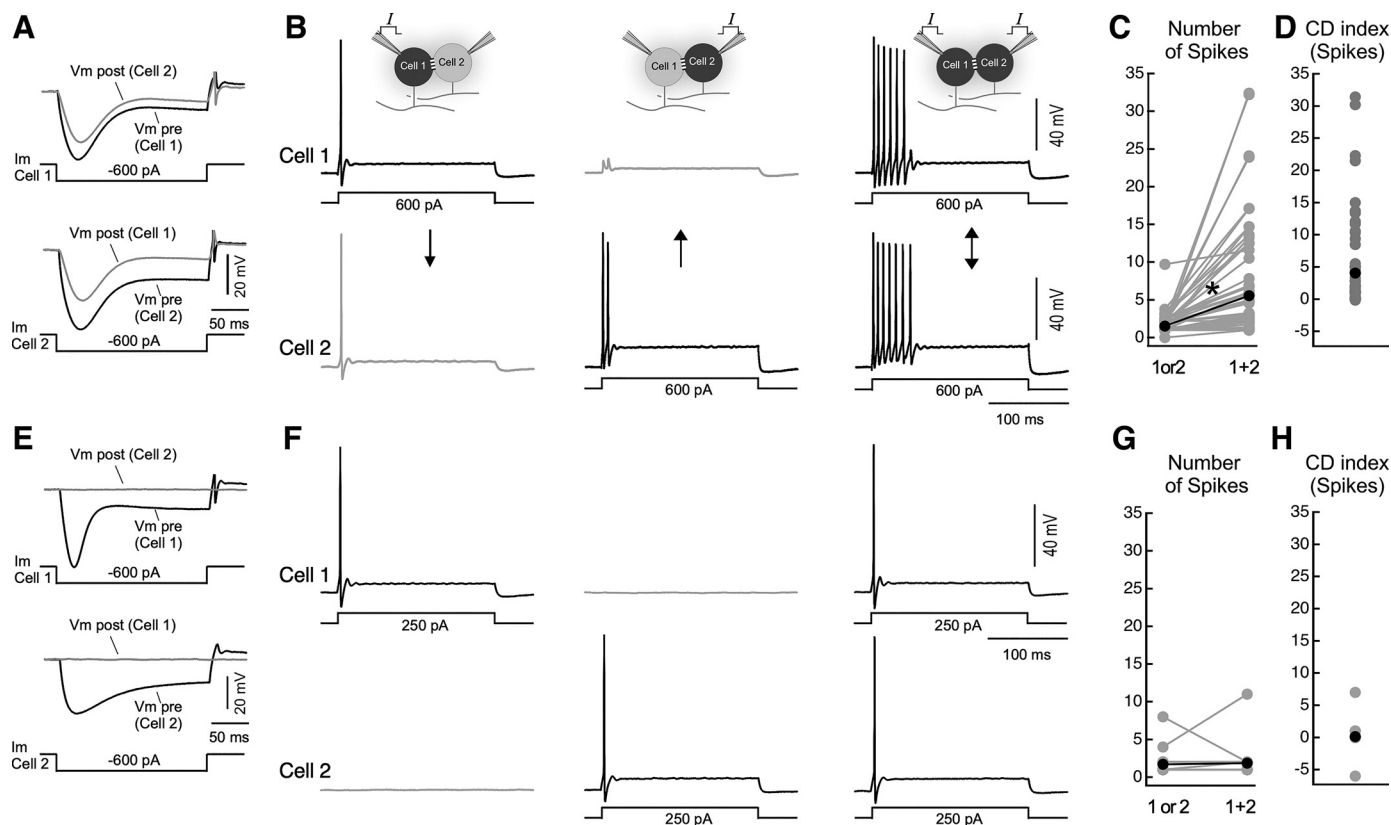 A
Vm post (Cell 2)
Vm pre
(Cell 1)
Im
Cell 1
-600 pA
Vm post (Cell 1)
Vm pre
(Cell 2)
20 mV
50 ms
Im
Cell 2
-600 pA
B
I
Cell 1
Cell 2
I
Cell 1
Cell 2
I
I
Cell 1
Cell 2
40 mV
Cell 1
600 pA
600 pA
40 mV
Cell 2
600 pA
600 pA
100 ms
C
Number
of Spikes
35
30
25
20
15
10
5
0
*
1or2
1+2
D
CD index
(Spikes)
35
30
25
20
15
10
5
0
-5
E
Vm post (Cell 2)
Vm pre
(Cell 1)
Im
Cell 1
-600 pA
Vm post (Cell 1)
Vm pre
(Cell 2)
20 mV
50 ms
Im
Cell 2
-600 pA
F
40 mV
Cell 1
250 pA
250 pA
100 ms
Cell 2
250 pA
250 pA
G
Number
of Spikes
35
30
25
20
15
10
5
0
1 or 2
1+2
H
CD index
(Spikes)
35
30
25
20
15
10
5
0
-5